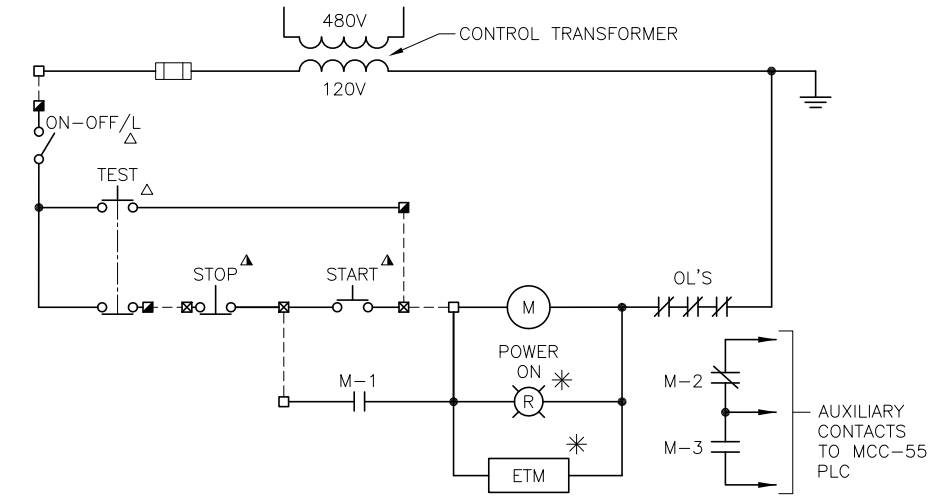 480V
CONTROL TRANSFORMER
120V
ON-OFF/L
TEST
STOP
START
OL'S
M
POWER
ON
M-1
R
ETM
M-2
M-3
AUXILIARY
CONTACTS
TO MCC-55
PLC